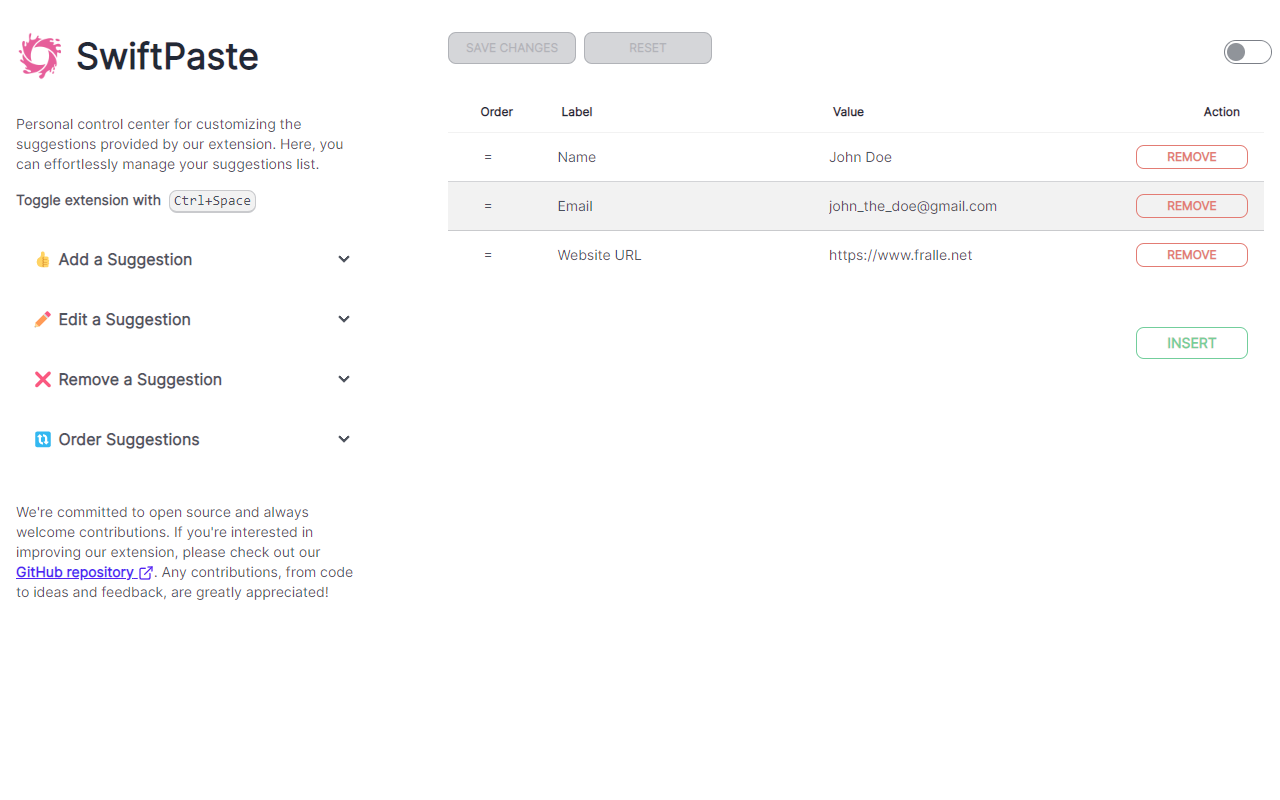 SwiftPaste
Personal control center for customizing the
suggestions provided by our extension. Here, you
can effortlessly manage your suggestions list.
Toggle extension with Ctrl+Space
Add a Suggestion
Edit a Suggestion
Remove a Suggestion
Order Suggestions
We're committed to open source and always
welcome contributions. If you're interested in
improving our extension, please check out our
GitHub repository. Any contributions, from code
to ideas and feedback, are greatly appreciated!
SAVE CHANGES RESET
Order Label Value Action
= Name John Doe REMOVE
= Email john_the_doe@gmail.com REMOVE
= Website URL https://www.fralle.net REMOVE
INSERT